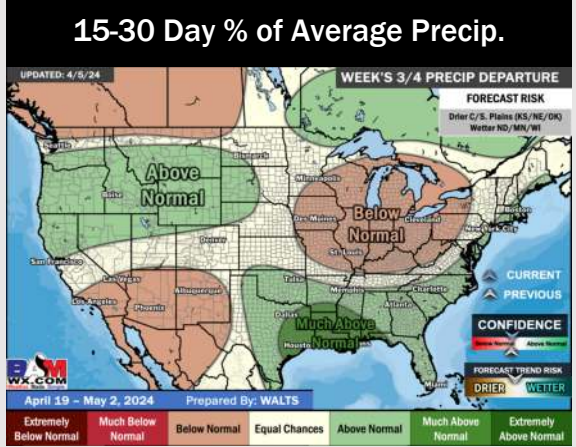 15-30 Day % of Average Precip.
UPDATED: 4/5/24
WEEK'S 3/4 PRECIP DEPARTURE
FORECAST RISK
Drier C/S. Plains (KS/NE/OK)
Wetter ND/MN/WI
Seattle
Above
Normal
Bismarck
Boise
Minneapolis
Below
Normal
Des Moines
Cleveland
Boston
New York City
Denver
St. Louis
San Francisco
Las Vegas
Los Angeles
Phoenix
Albuquerque
Tulsa
Memphis
Charlotte
Atlanta
Dallas
Much Above
Normal
Houston
Miami
CURRENT
PREVIOUS
CONFIDENCE
Below Normal
Above Normal
FORECAST TREND RISK
DRIER
WETTER
BAM
WX.COM
April 19 – May 2, 2024
Prepared By: WALTS
Extremely
Below Normal
Much Below
Normal
Below Normal
Equal Chances
Above Normal
Much Above
Normal
Extremely
Above Normal